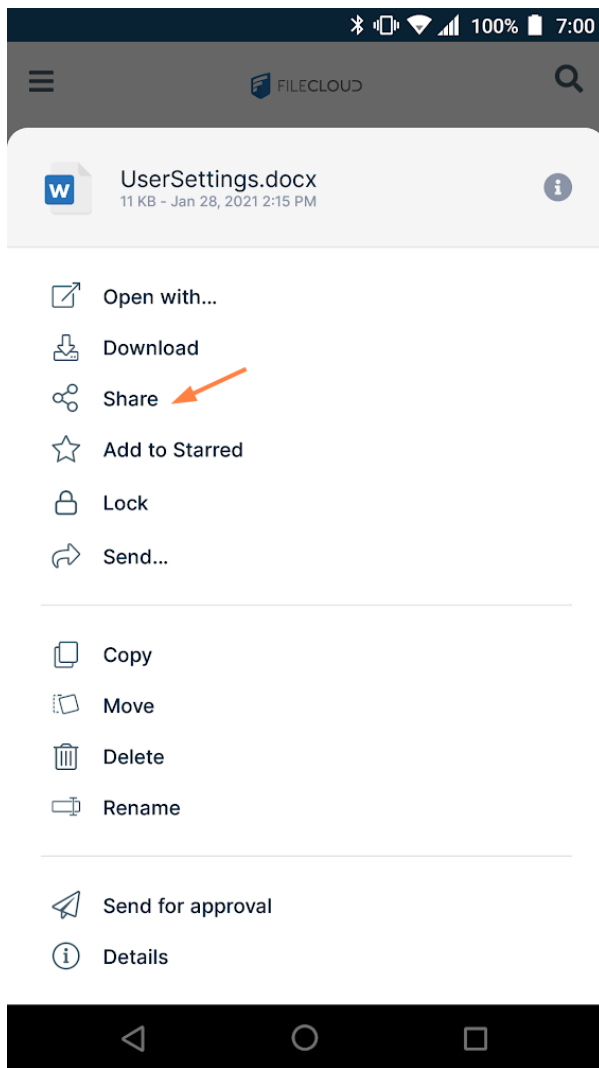 100% 7:00
FILECLOUD
W
UserSettings.docx
11 KB - Jan 28, 2021 2:15 PM
Open with...
Download
Share
Add to Starred
Lock
Send...
Copy
Move
Delete
Rename
Send for approval
Details